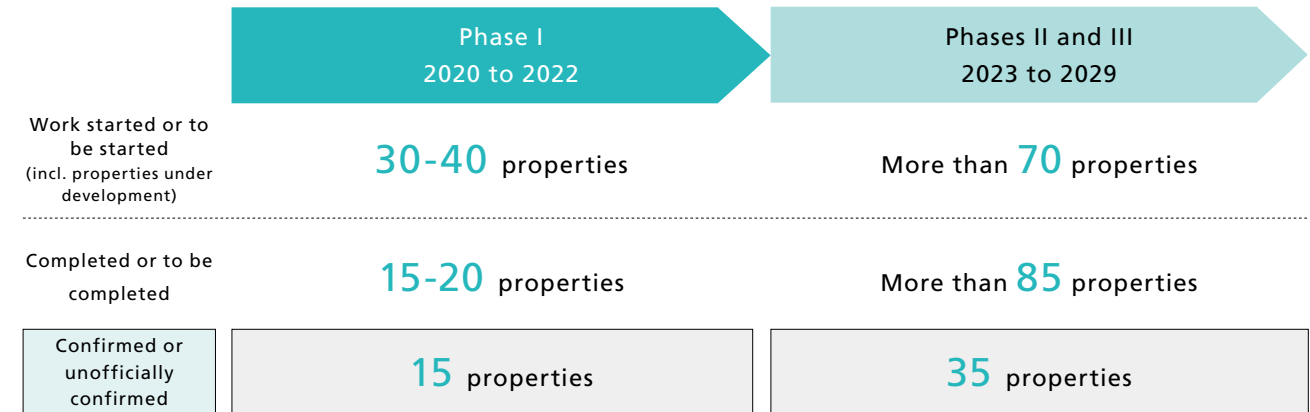 Phase I
2020 to 2022
Phases II and III
2023 to 2029
Work started or to
be started
(incl. properties under
development)
30-40 properties
More than 70 properties
Completed or to be
completed
15-20 properties
More than 85 properties
Confirmed or
unofficially
confirmed
15 properties
35 properties